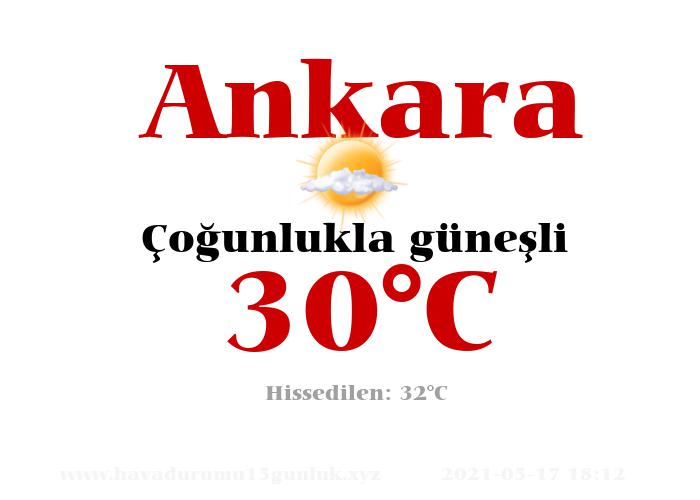 Ankara
Çoğunlukla güneşli
30°C
Hissedilen: 32°C
www.havadurumu15gunluk.xyz 2021-05-17 18:12